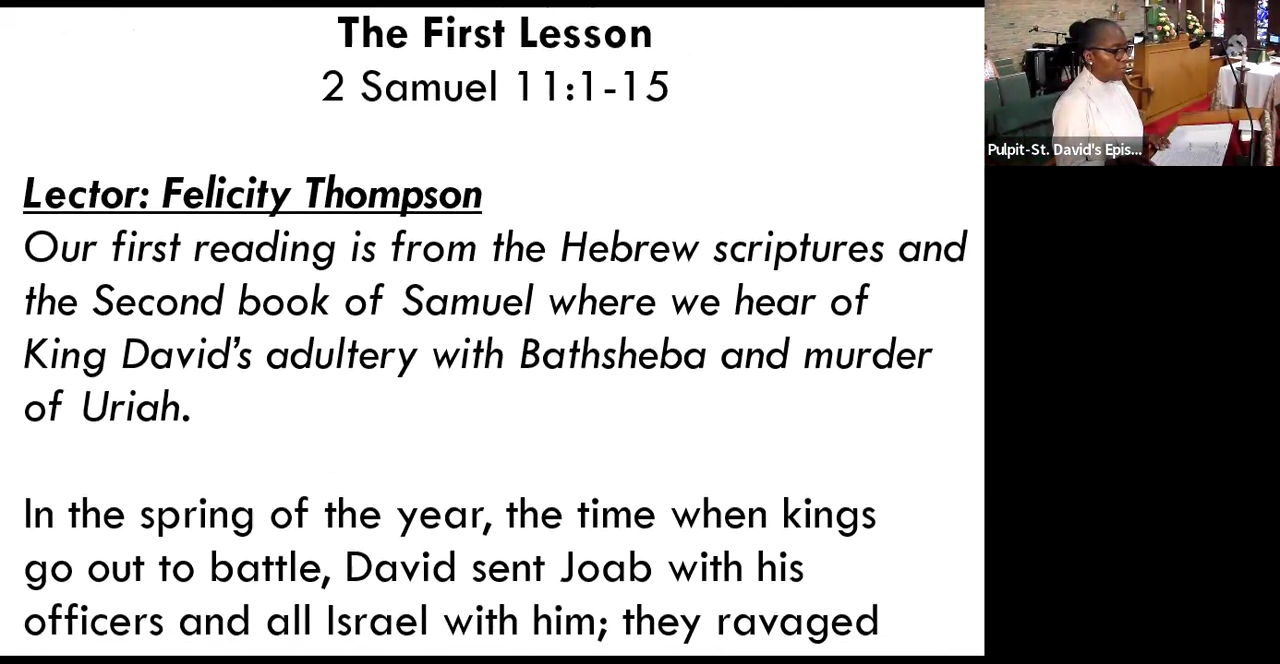 The First Lesson
2 Samuel 11:1-15
Lector: Felicity Thompson
Our first reading is from the Hebrew scriptures and
the Second book of Samuel where we hear of
King David’s adultery with Bathsheba and murder
of Uriah.
In the spring of the year, the time when kings
go out to battle, David sent Joab with his
officers and all Israel with him; they ravaged
Pulpit-St. David's Epis...